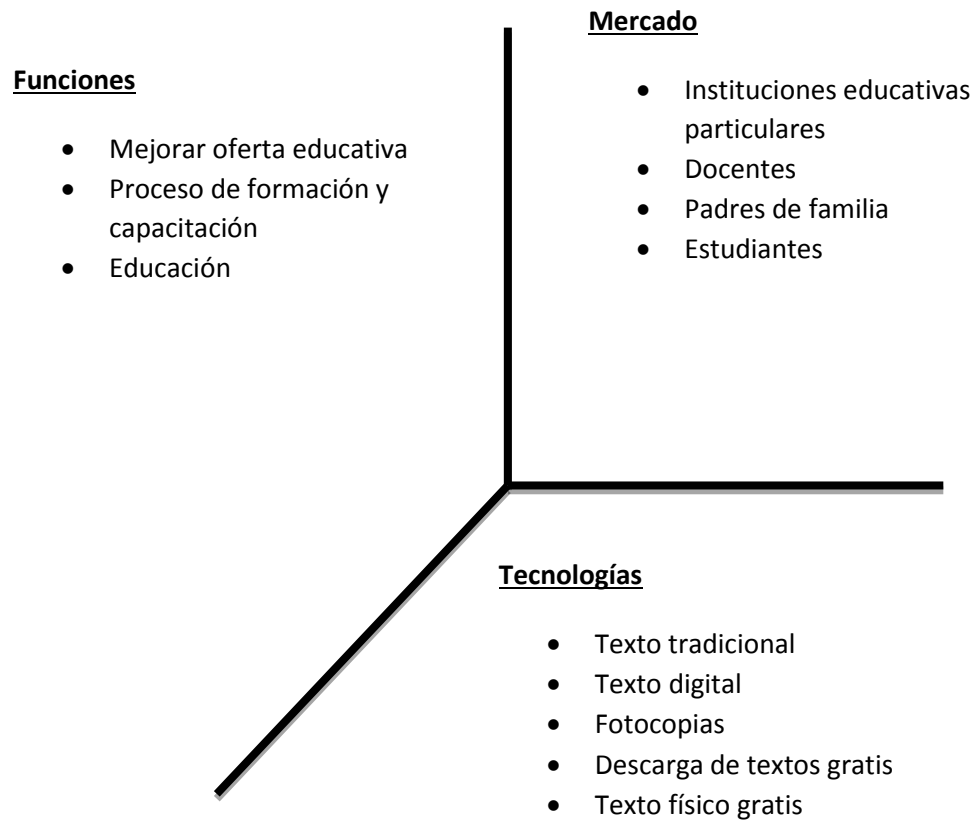 Funciones
• Mejorar oferta educativa
• Proceso de formación y
capacitación
• Educación
Mercado
• Instituciones educativas
particulares
• Docentes
• Padres de familia
• Estudiantes
Tecnologías
• Texto tradicional
• Texto digital
• Fotocopias
• Descarga de textos gratis
• Texto físico gratis